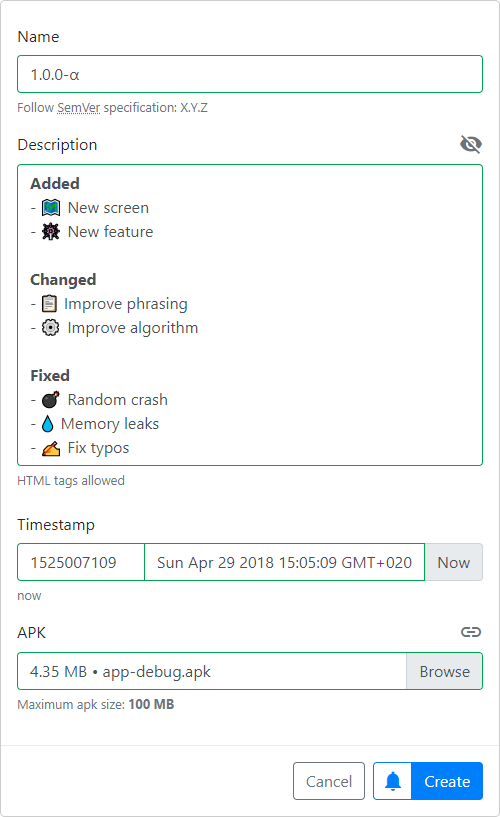 Name
1.0.0-α
Follow SemVer specification: X.Y.Z
Description
Added
- 🗺 New screen
- New feature
Changed
- 📋 Improve phrasing
- ⚙ Improve algorithm
Fixed
- 💣 Random crash
- 💧 Memory leaks
- ✍ Fix typos
HTML tags allowed
Timestamp
1525007109 Sun Apr 29 2018 15:05:09 GMT+020 Now
now
APK
4.35 MB • app-debug.apk Browse
Maximum apk size: 100 MB
Cancel Create